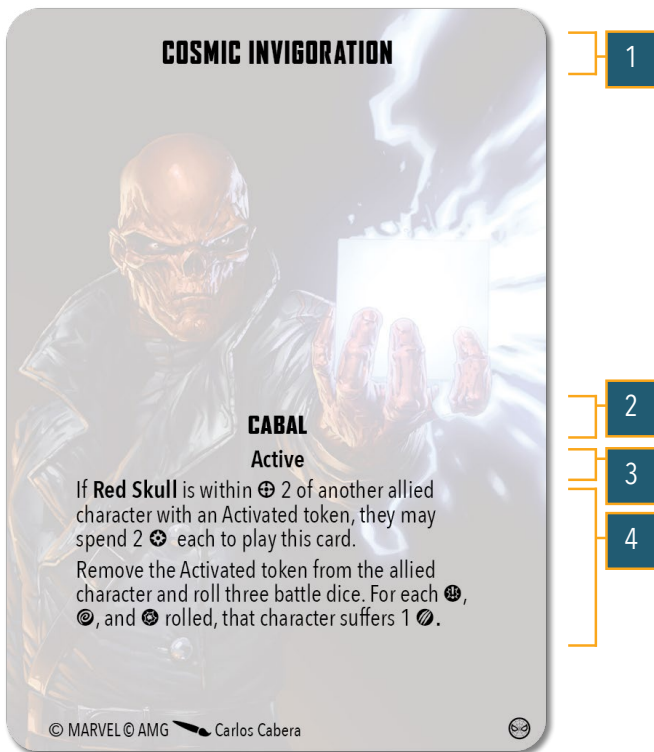 COSMIC INVIGORATION
1
CABAL
2
Active
3
If Red Skull is within 2 of another allied
character with an Activated token, they may
spend 2 each to play this card.
4
Remove the Activated token from the allied
character and roll three battle dice. For each ,
, and rolled, that character suffers 1 .
© MARVEL © AMG Carlos Cabera